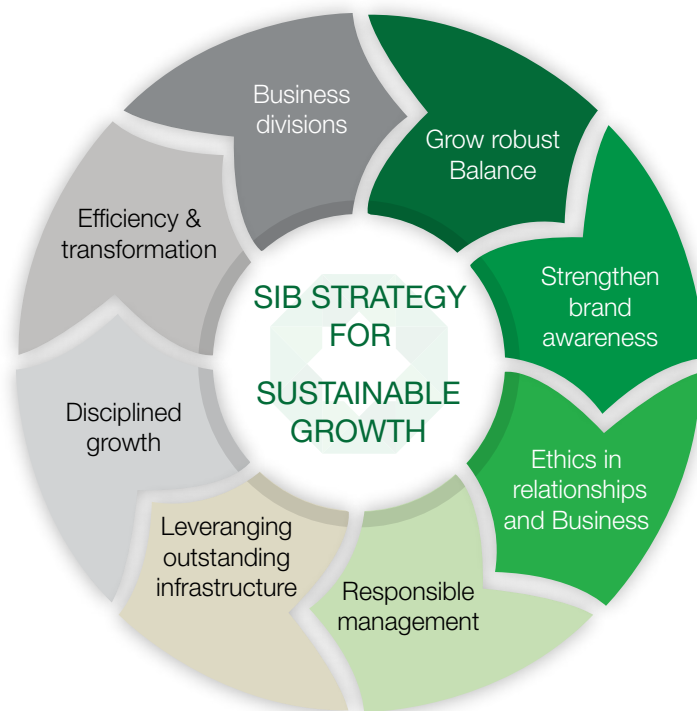 SIB STRATEGY
FOR
SUSTAINABLE
GROWTH
Business
divisions
Grow robust
Balance
Strengthen
brand
awareness
Ethics in
relationships
and Business
Responsible
management
Leveranging
outstanding
infrastructure
Disciplined
growth
Efficiency &
transformation